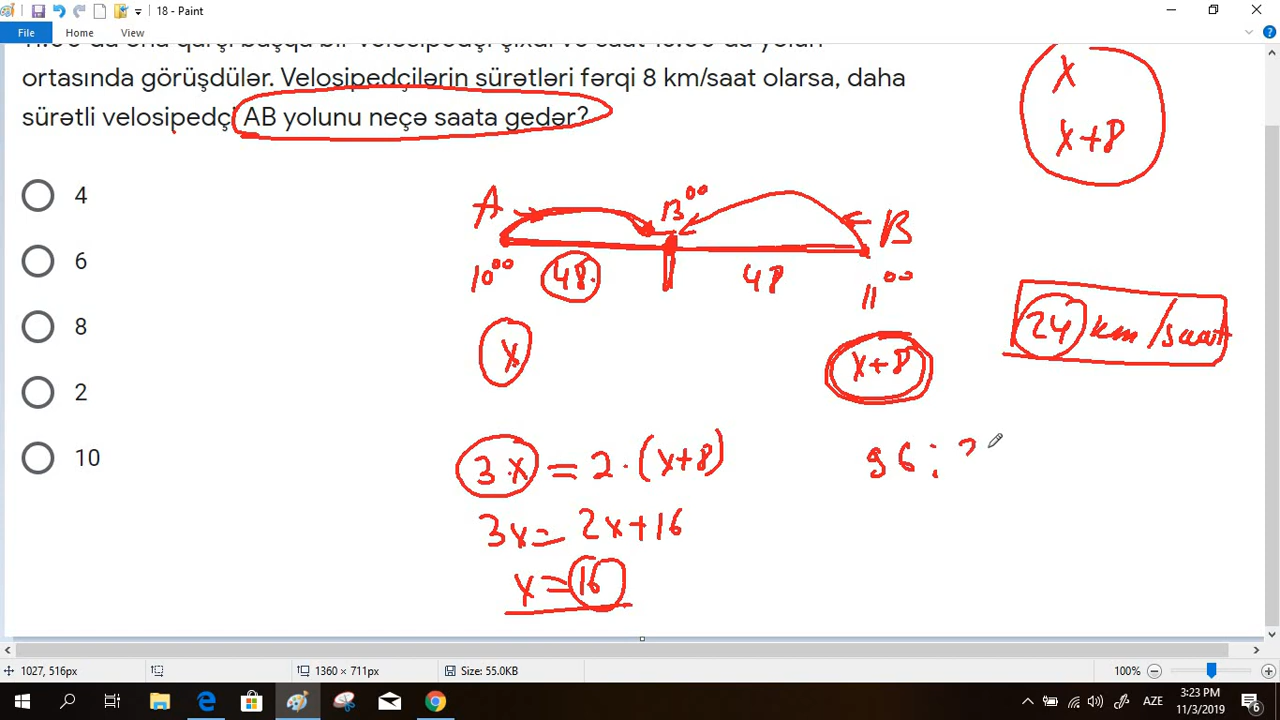 18 - Paint
File Home View
ortasında görüşdülər. Velosipedçilərin sürətləri fərqi 8 km/saat olarsa, daha
sürətli velosipedçi AB yolunu neçə saata gedər?
4
6
8
2
10
X
X+8
A 13⁰⁰ B
10⁰⁰ 48 48 11⁰⁰
x x+8
24 km/saat
3·x = 2·(x+8)
3x = 2x+16
x = 16
96 : 2
1027, 516px
1360 × 711px
Size: 55.0KB
100%
AZE
3:23 PM
11/3/2019
6